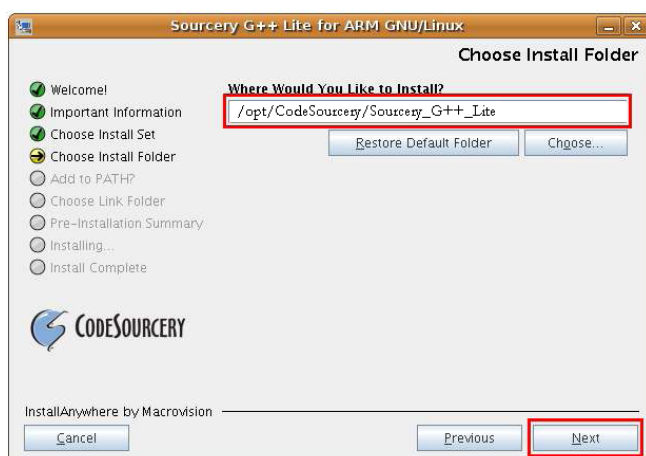 Sourcery G++ Lite for ARM GNU/Linux
Choose Install Folder
Welcome!
Important Information
Choose Install Set
Choose Install Folder
Add to PATH?
Choose Link Folder
Pre-Installation Summary
Installing...
Install Complete
Where Would You Like to Install?
/opt/CodeSourcery/Sourcery_G++_Lite
Restore Default Folder
Choose...
CODESOURCERY
InstallAnywhere by Macrovision
Cancel
Previous
Next